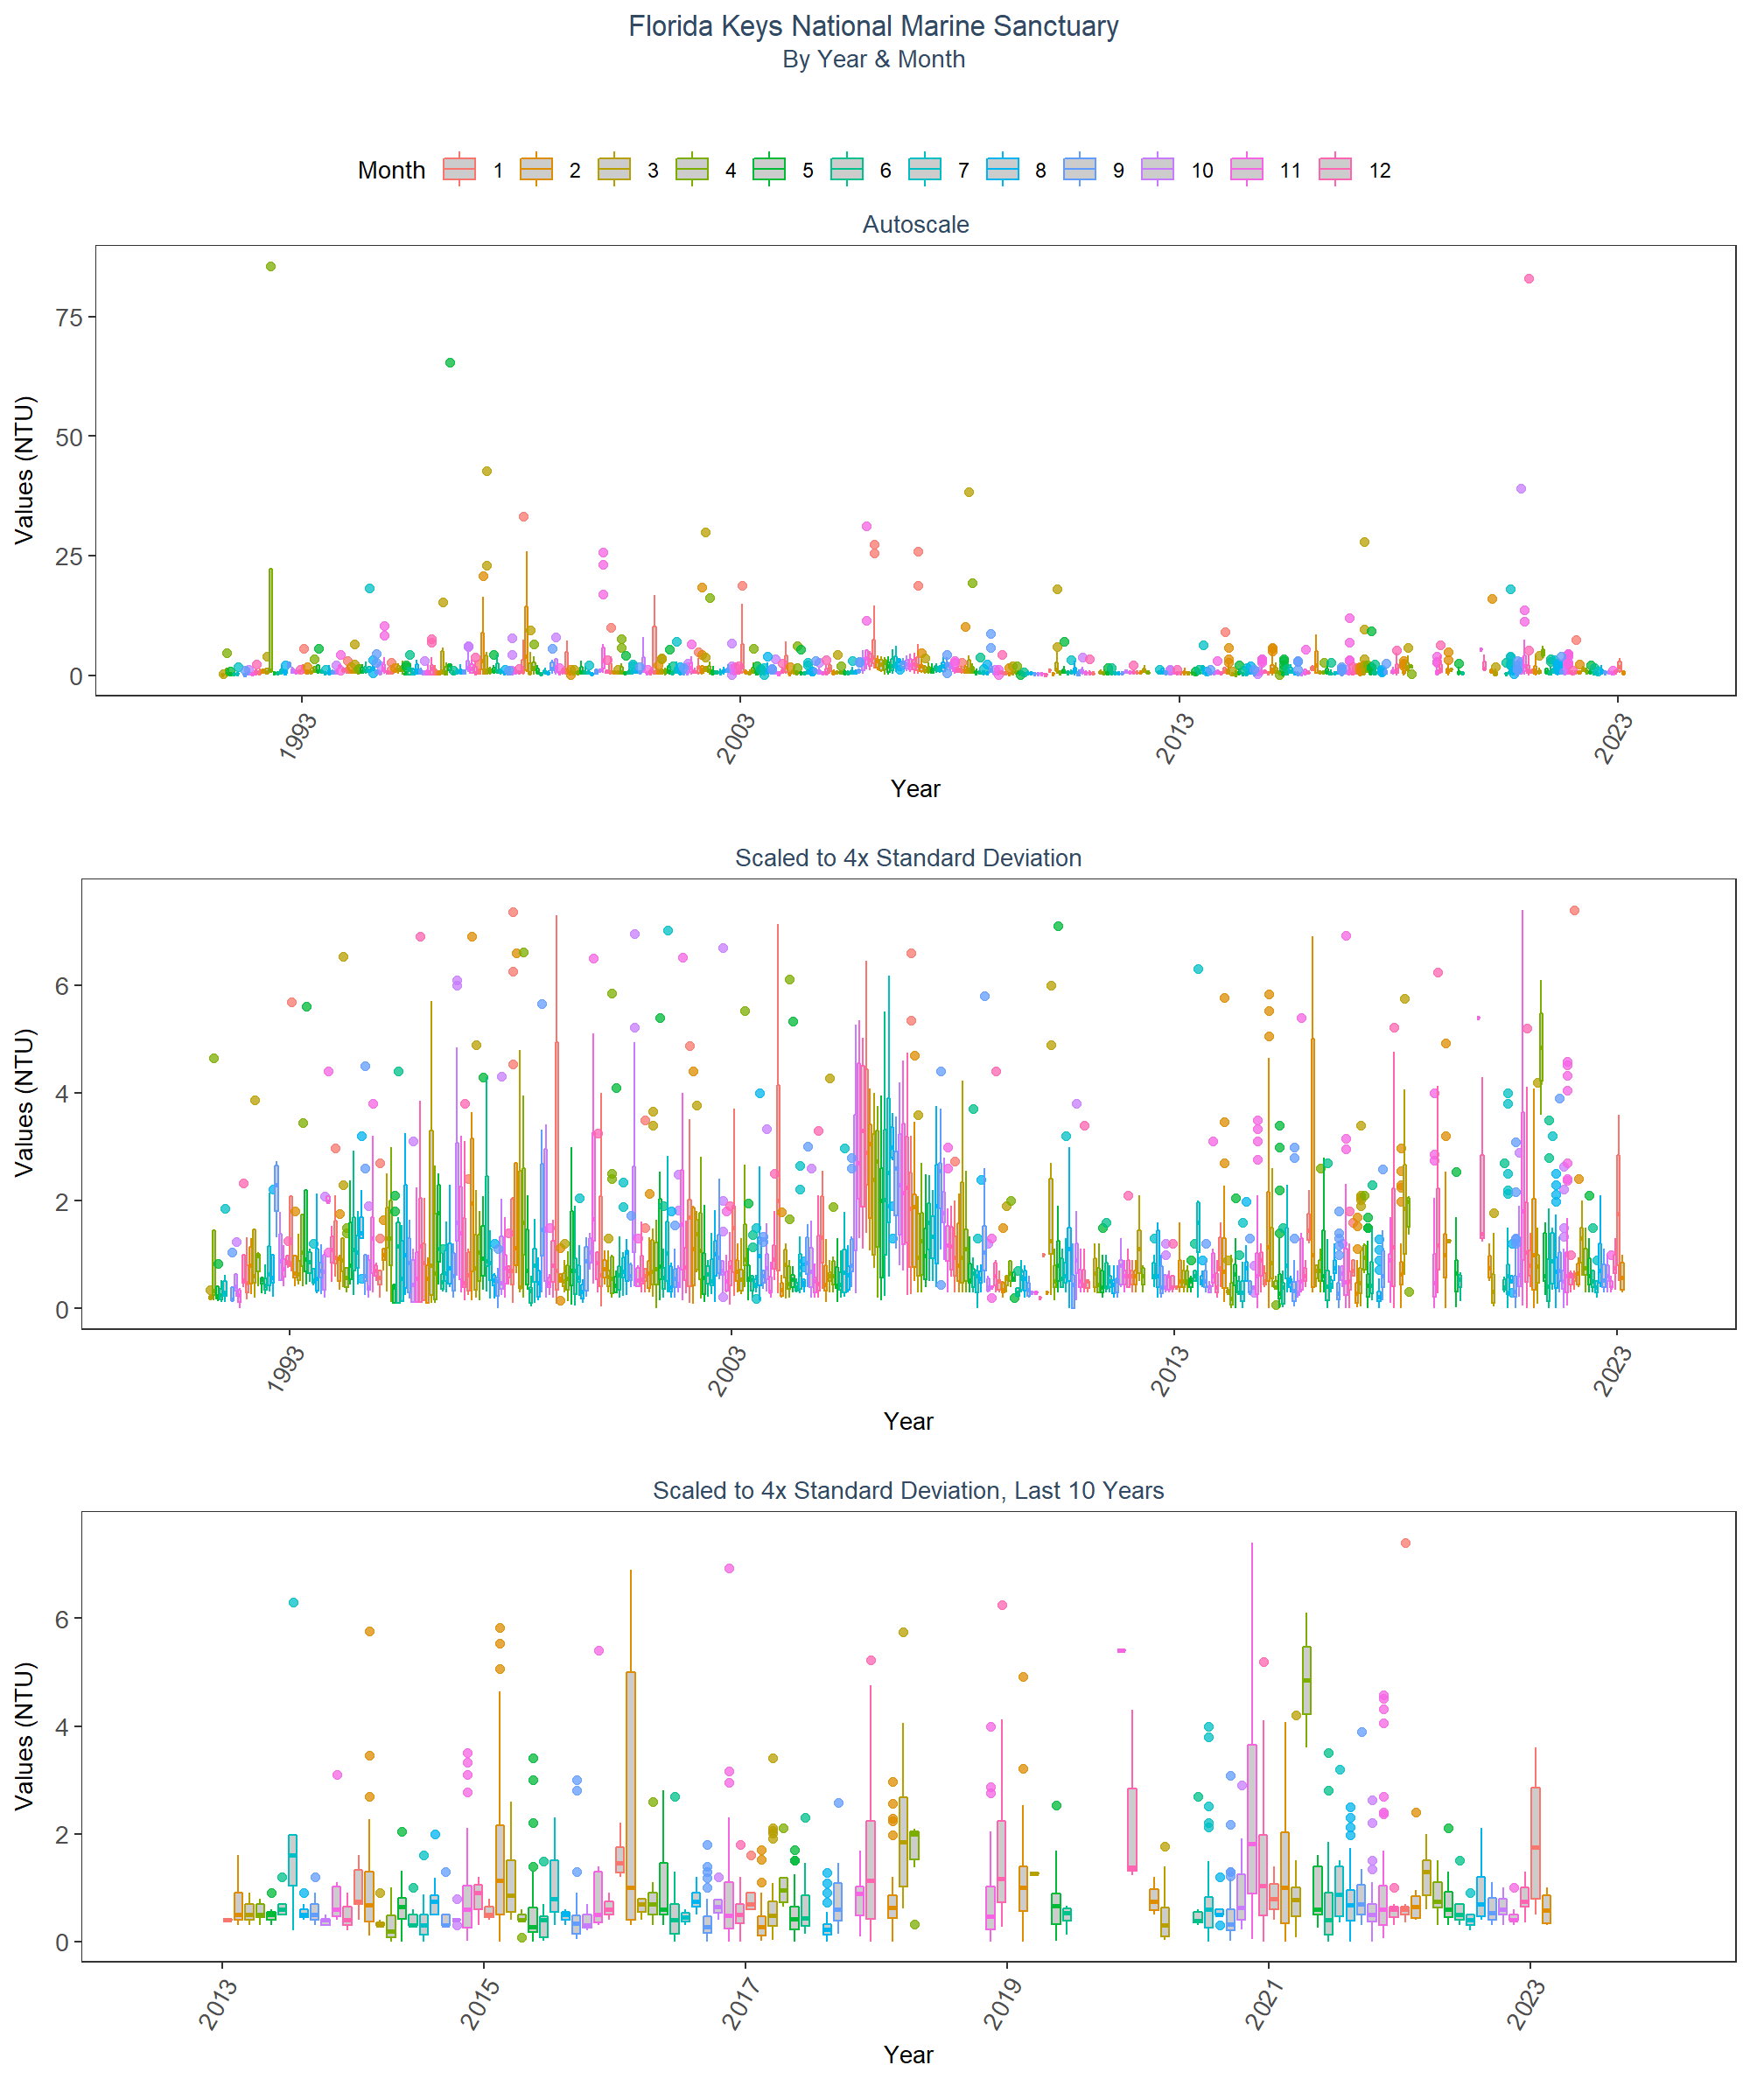 Florida Keys National Marine Sanctuary
By Year & Month
Month 1 2 3 4 5 6 7 8 9 10 11 12
Autoscale
Values (NTU)
75
50
25
0
1993 2003 2013 2023
Year
Scaled to 4x Standard Deviation
Values (NTU)
6
4
2
0
1993 2003 2013 2023
Year
Scaled to 4x Standard Deviation, Last 10 Years
Values (NTU)
6
4
2
0
2013 2015 2017 2019 2021 2023
Year